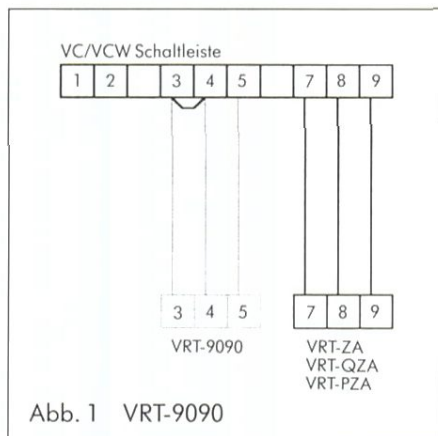 VC/VCW Schaltleiste
1 2 3 4 5 7 8 9
3 4 5 7 8 9
VRT-9090
VRT-ZA
VRT-QZA
VRT-PZA
Abb. 1 VRT-9090